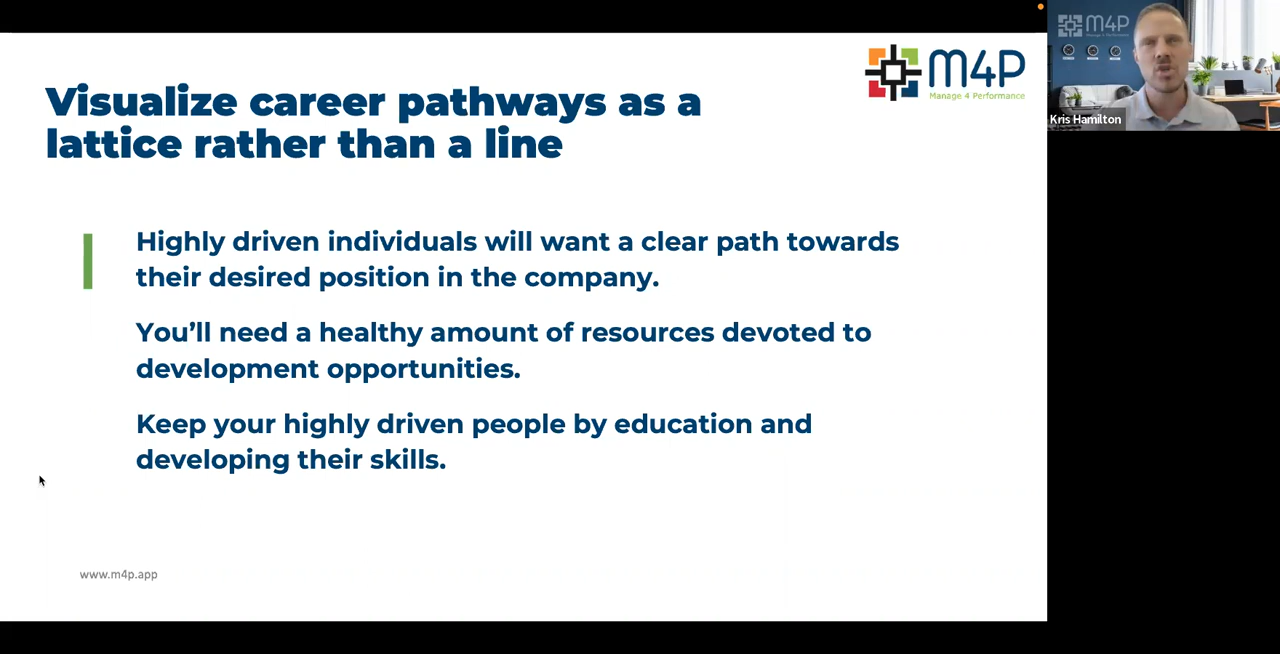 Visualize career pathways as a
lattice rather than a line
M4P
Manage 4 Performance
Highly driven individuals will want a clear path towards
their desired position in the company.
You’ll need a healthy amount of resources devoted to
development opportunities.
Keep your highly driven people by education and
developing their skills.
www.m4p.app
M4P
Kris Hamilton